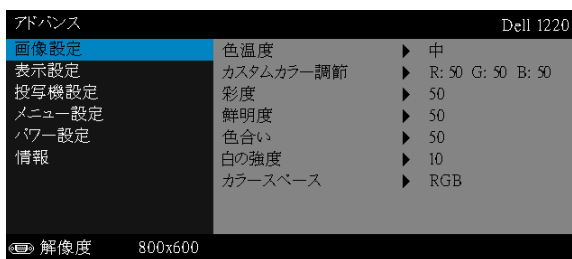 アドバンス Dell 1220
画像設定 色温度 中
表示設定 カスタムカラー調節 R: 50 G: 50 B: 50
投写機設定 彩度 50
メニュー設定 鮮明度 50
パワー設定 色合い 50
情報 白の強度 10
カラースペース RGB
解像度 800x600